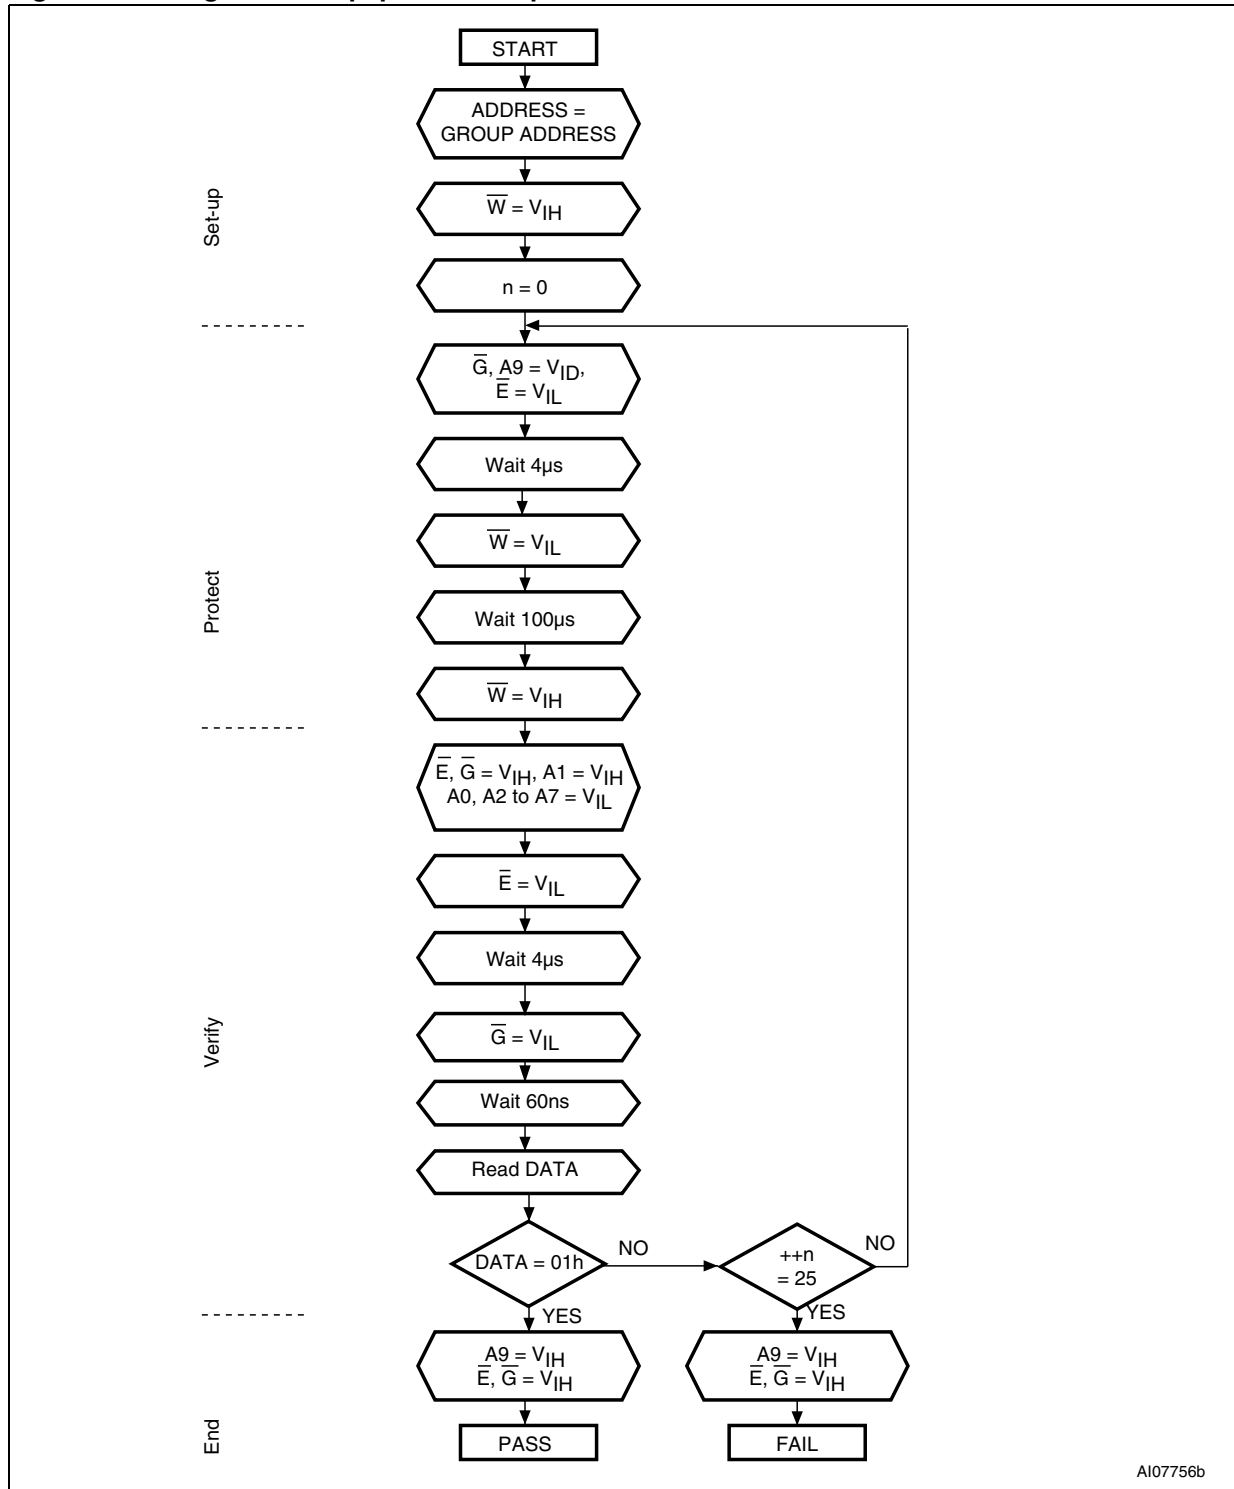 START
ADDRESS =
GROUP ADDRESS
Set-up
W̅ = VIH
n = 0
G̅, A9 = VID,
E̅ = VIL
Wait 4µs
W̅ = VIL
Protect
Wait 100µs
W̅ = VIH
E̅, G̅ = VIH, A1 = VIH
A0, A2 to A7 = VIL
E̅ = VIL
Wait 4µs
Verify
G̅ = VIL
Wait 60ns
Read DATA
DATA = 01h
NO
++n
= 25
NO
YES
YES
A9 = VIH
E̅, G̅ = VIH
A9 = VIH
E̅, G̅ = VIH
End
PASS
FAIL
AI07756b